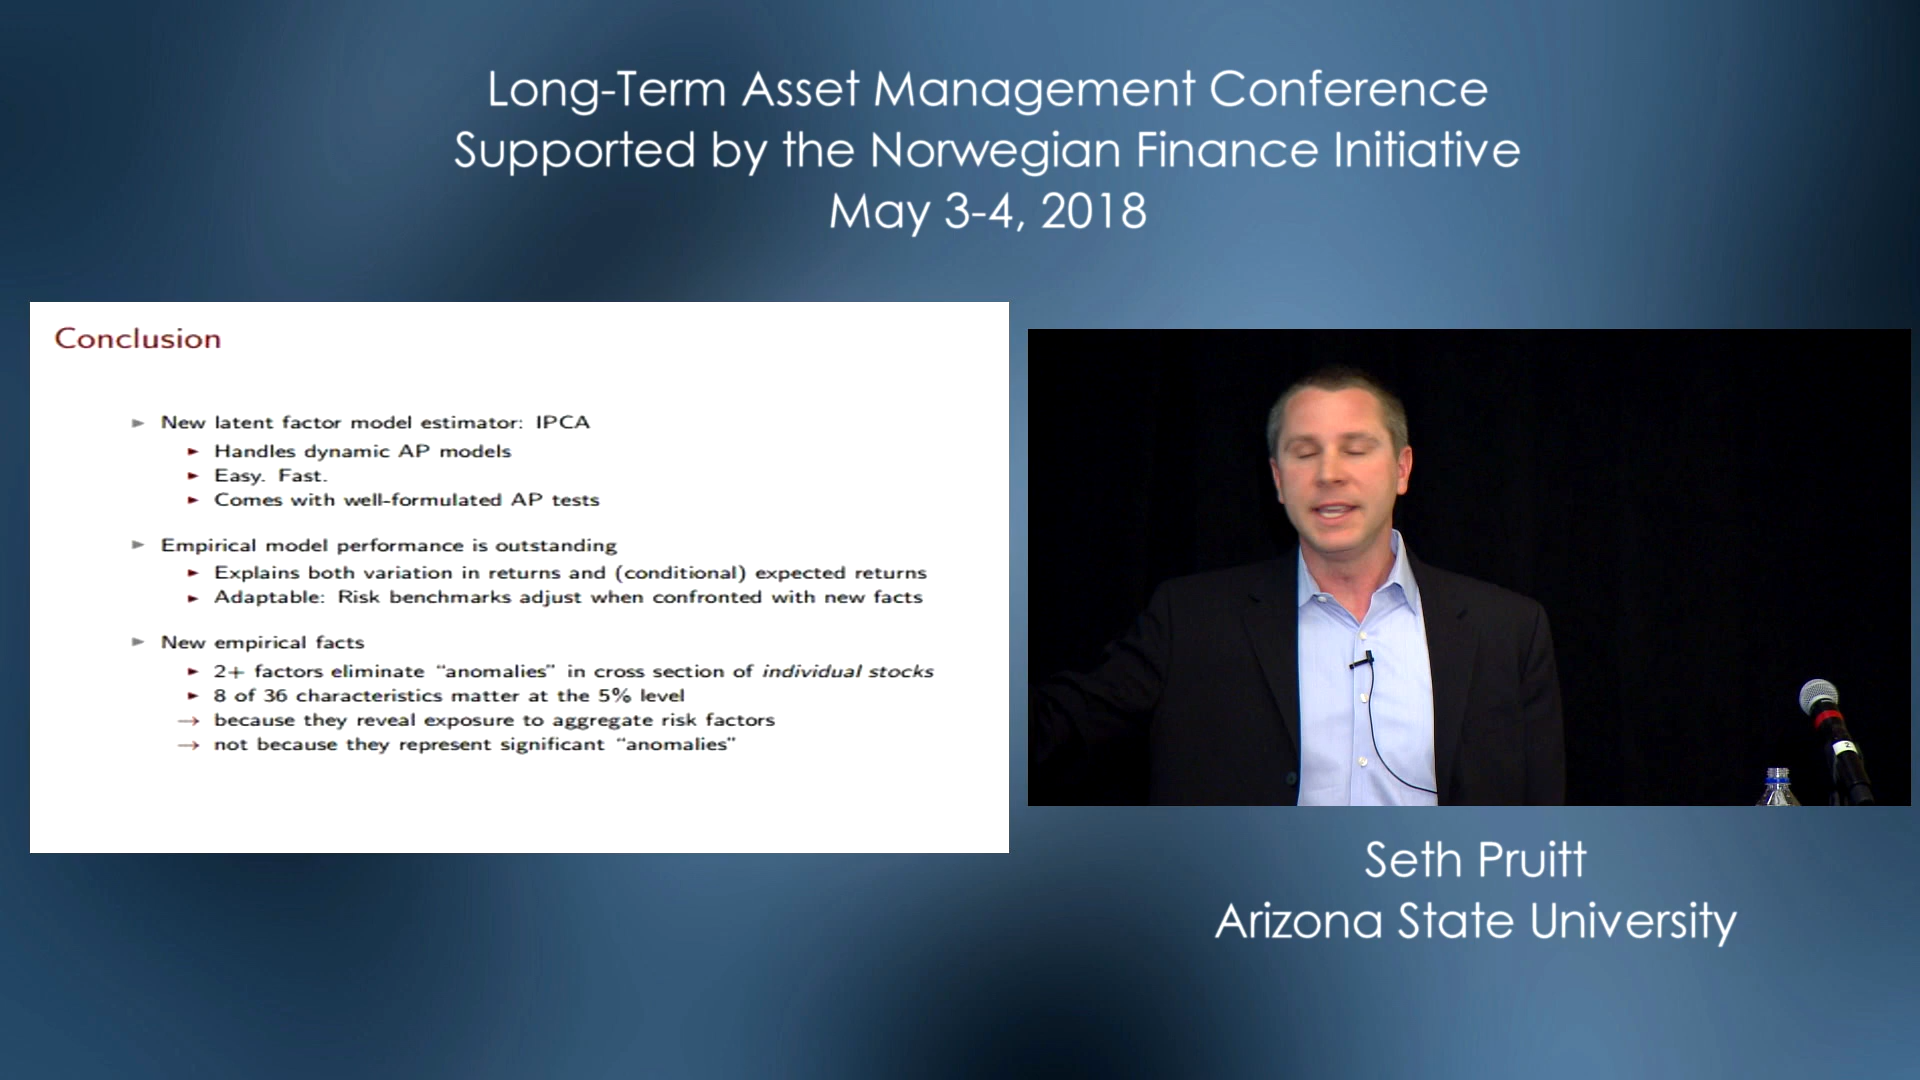 Long-Term Asset Management Conference
Supported by the Norwegian Finance Initiative
May 3-4, 2018
Conclusion
► New latent factor model estimator: IPCA
► Handles dynamic AP models
► Easy. Fast.
► Comes with well-formulated AP tests
► Empirical model performance is outstanding
► Explains both variation in returns and (conditional) expected returns
► Adaptable: Risk benchmarks adjust when confronted with new facts
► New empirical facts
► 2+ factors eliminate “anomalies” in cross section of individual stocks
► 8 of 36 characteristics matter at the 5% level
→ because they reveal exposure to aggregate risk factors
→ not because they represent significant “anomalies”
Seth Pruitt
Arizona State University